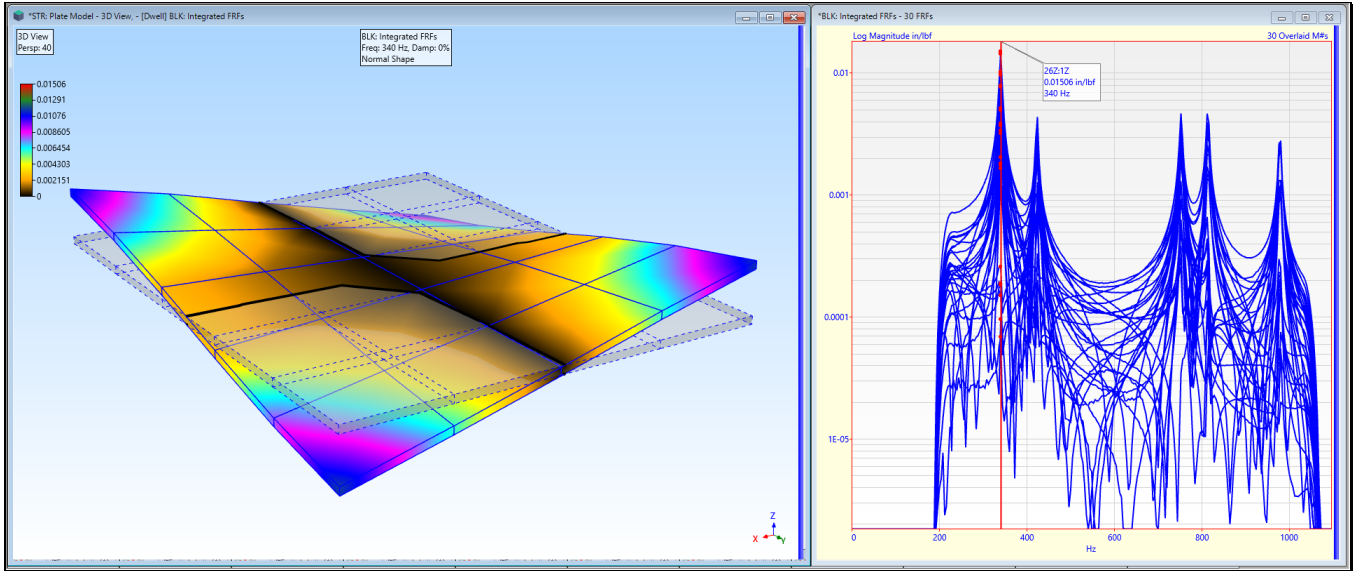 *STR: Plate Model - 3D View, - [Dwell] BLK: Integrated FRFs
3D View
Persp: 40
BLK: Integrated FRFs
Freq: 340 Hz, Damp: 0%
Normal Shape
0.01506
0.01291
0.01076
0.008605
0.006454
0.004303
0.002151
0
Z
X
Y
*BLK: Integrated FRFs - 30 FRFs
Log Magnitude in/lbf
30 Overlaid M#s
26Z:1Z
0.01506 in/lbf
340 Hz
0.01
0.001
0.0001
1E-05
0 200 400 600 800 1000
Hz